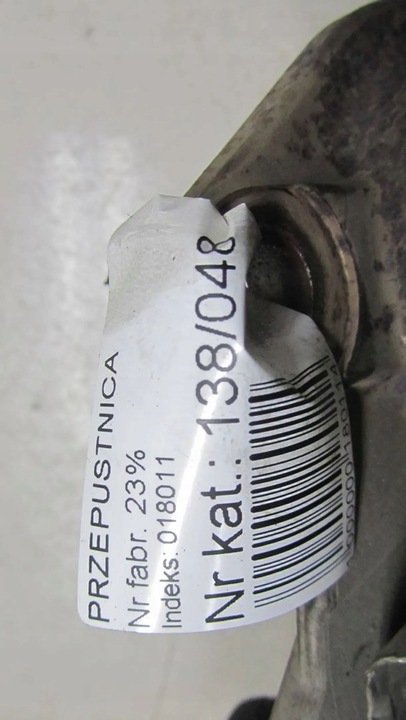 PRZEPUSTNICA
Nr fabr. 23%
Indeks: 018011
Nr kat.: 138/048